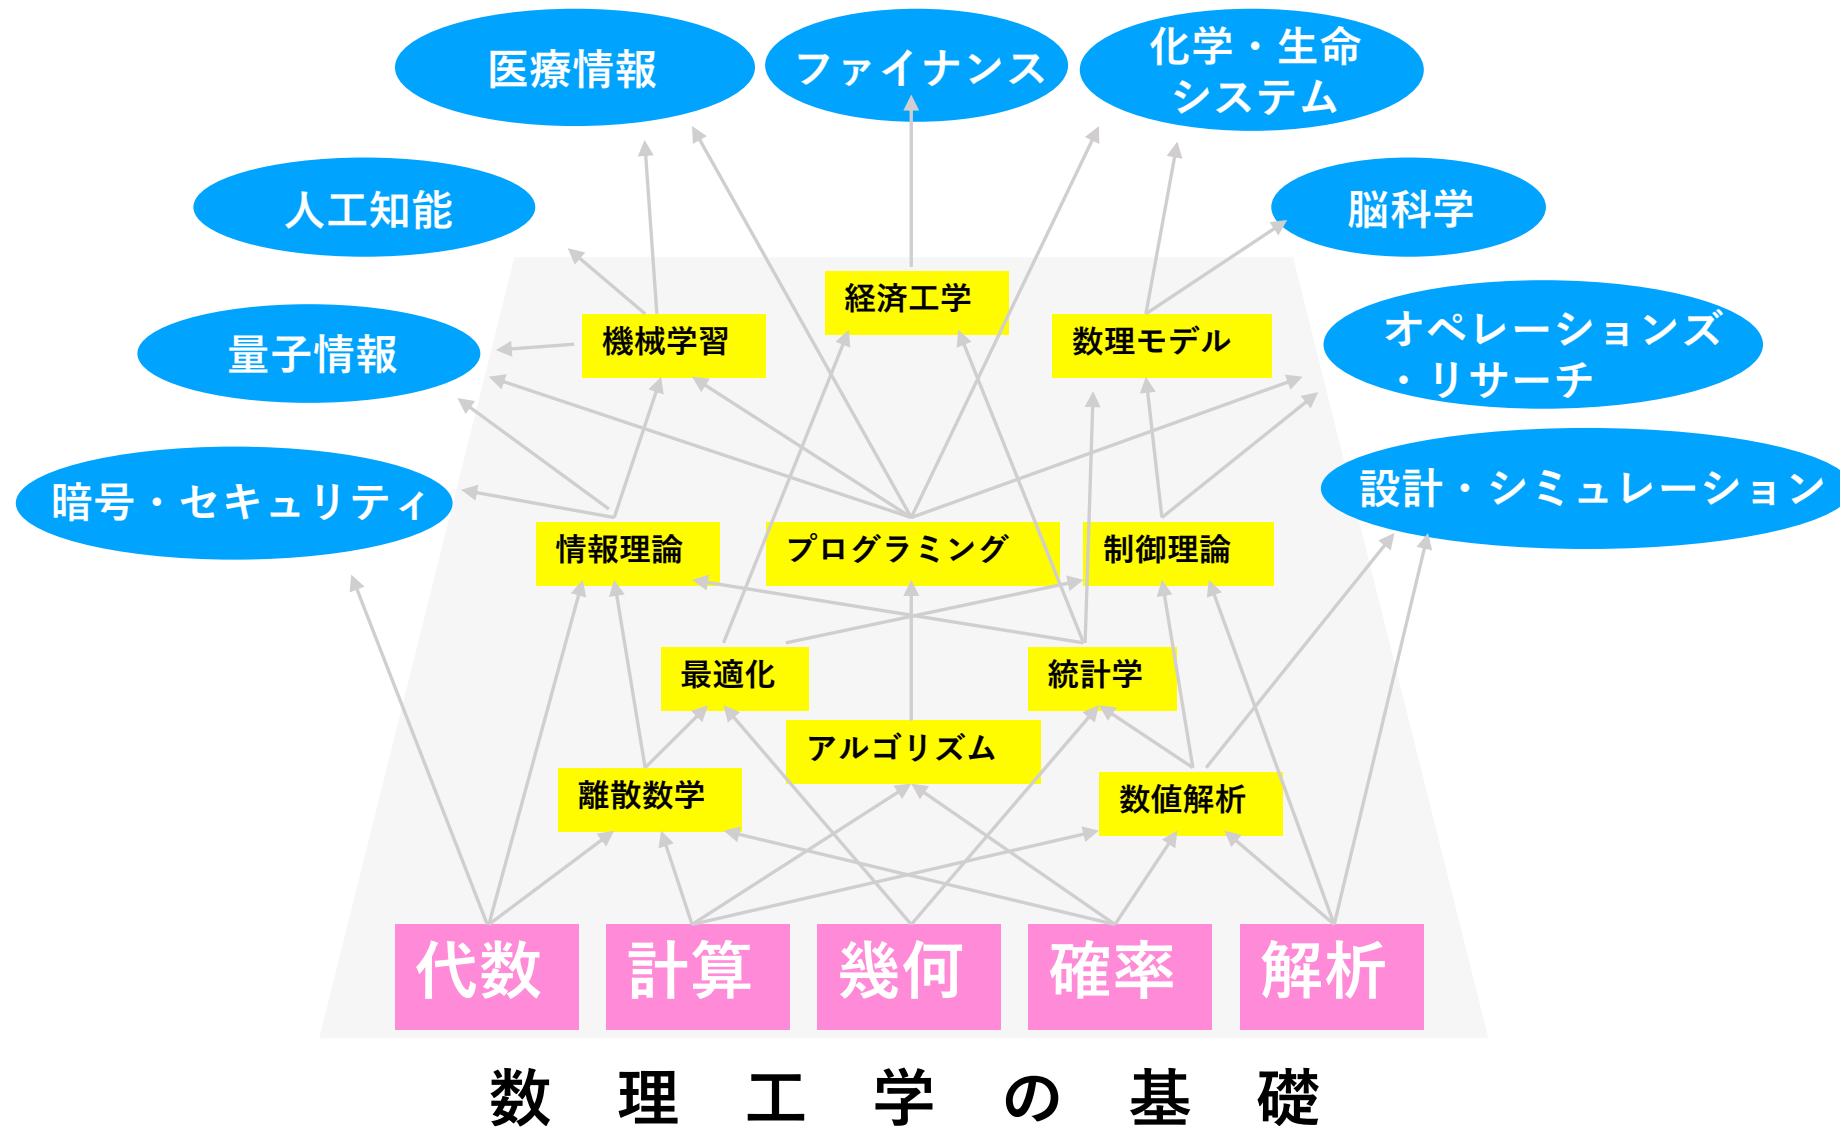 医療情報
ファイナンス
化学・生命
システム
人工知能
脳科学
経済工学
量子情報
機械学習
数理モデル
オペレーションズ
・リサーチ
暗号・セキュリティ
設計・シミュレーション
情報理論
プログラミング
制御理論
最適化
統計学
アルゴリズム
離散数学
数値解析
代数
計算
幾何
確率
解析
数理工学の基礎